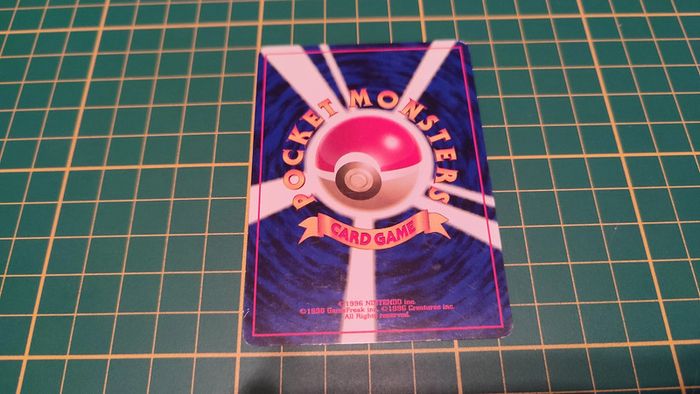 POCKET MONSTERS
CARD GAME
©1996 NINTENDO inc.
©1996 GameFreak inc. ©1996 Creatures inc.
All Rights reserved.